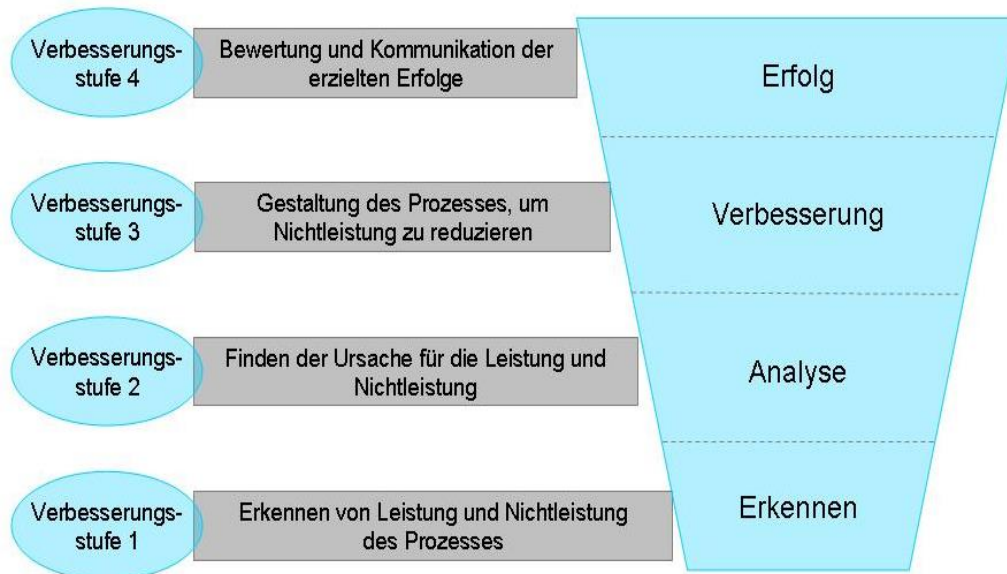 Verbesserungs-
stufe 4
Bewertung und Kommunikation der
erzielten Erfolge
Erfolg
Verbesserungs-
stufe 3
Gestaltung des Prozesses, um
Nichtleistung zu reduzieren
Verbesserung
Verbesserungs-
stufe 2
Finden der Ursache für die Leistung und
Nichtleistung
Analyse
Verbesserungs-
stufe 1
Erkennen von Leistung und Nichtleistung
des Prozesses
Erkennen